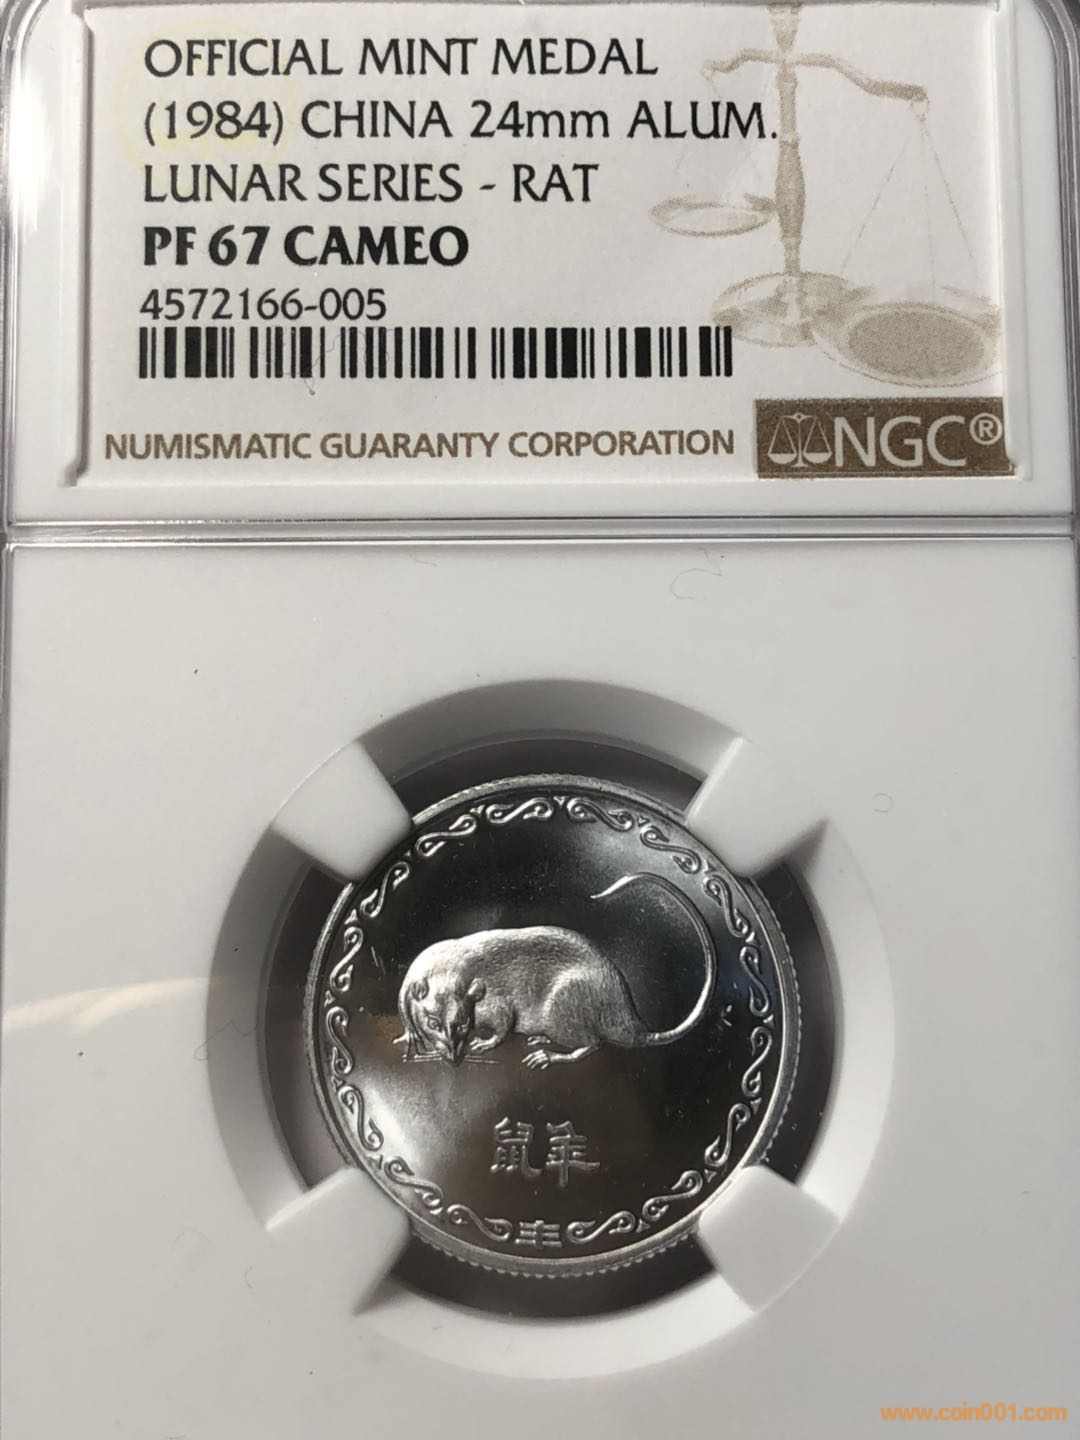 OFFICIAL MINT MEDAL
(1984) CHINA 24mm ALUM.
LUNAR SERIES - RAT
PF 67 CAMEO
4572166-005
NUMISMATIC GUARANTY CORPORATION
NGC®
鼠年
www.coin001.com